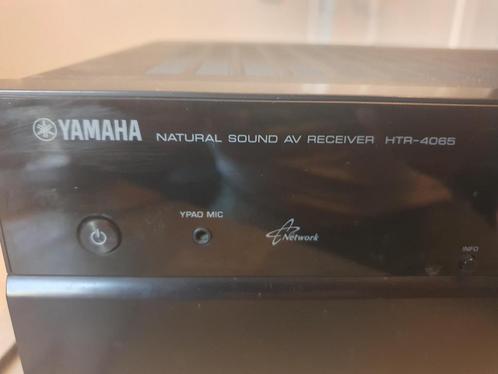 YAMAHA NATURAL SOUND AV RECEIVER HTR-4065
YPAO MIC
Network
INFO